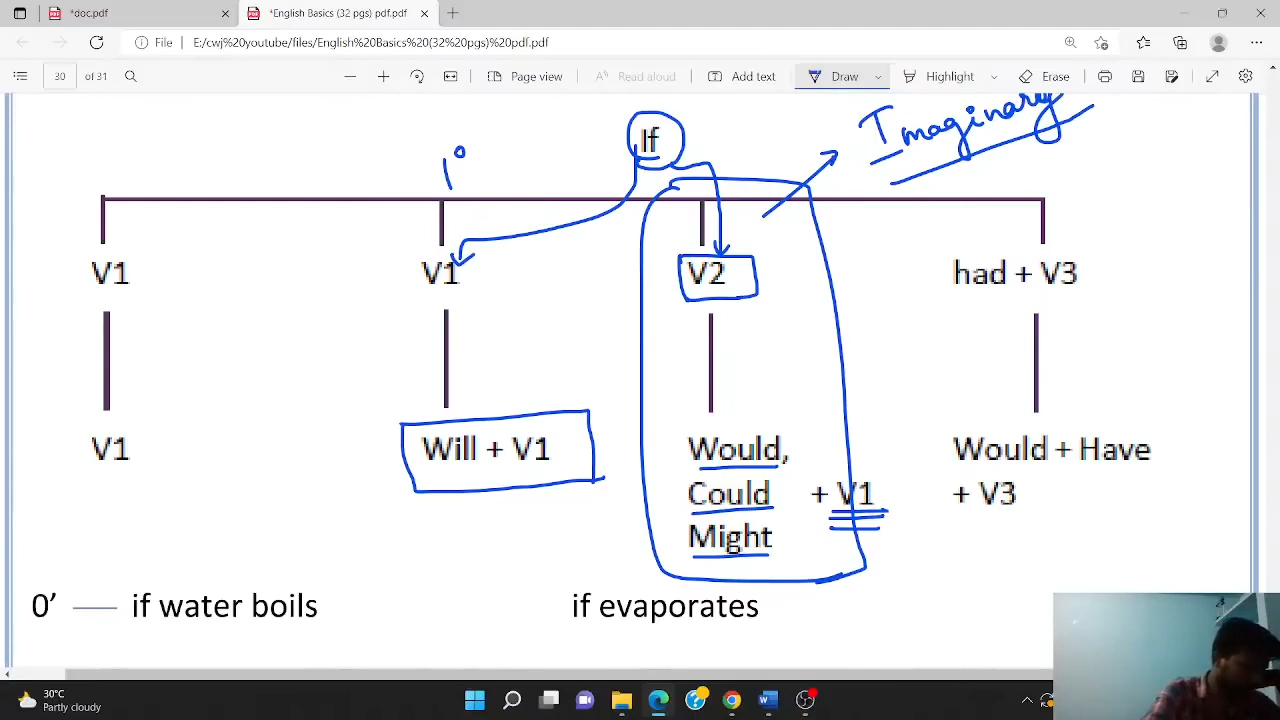 *doc.pdf
*English Basics (32 pgs) pdf.pdf
File E:/cwj%20youtube/files/English%20Basics%20(32%20pgs)%20pdf.pdf
30 of 31
Page view
Read aloud
Add text
Draw
Highlight
Erase
Imaginary
If
1°
V1 V1 V2 had + V3
V1 Will + V1 Would, Would + Have
Could + V1 + V3
Might
0’ if water boils if evaporates
30°C
Partly cloudy